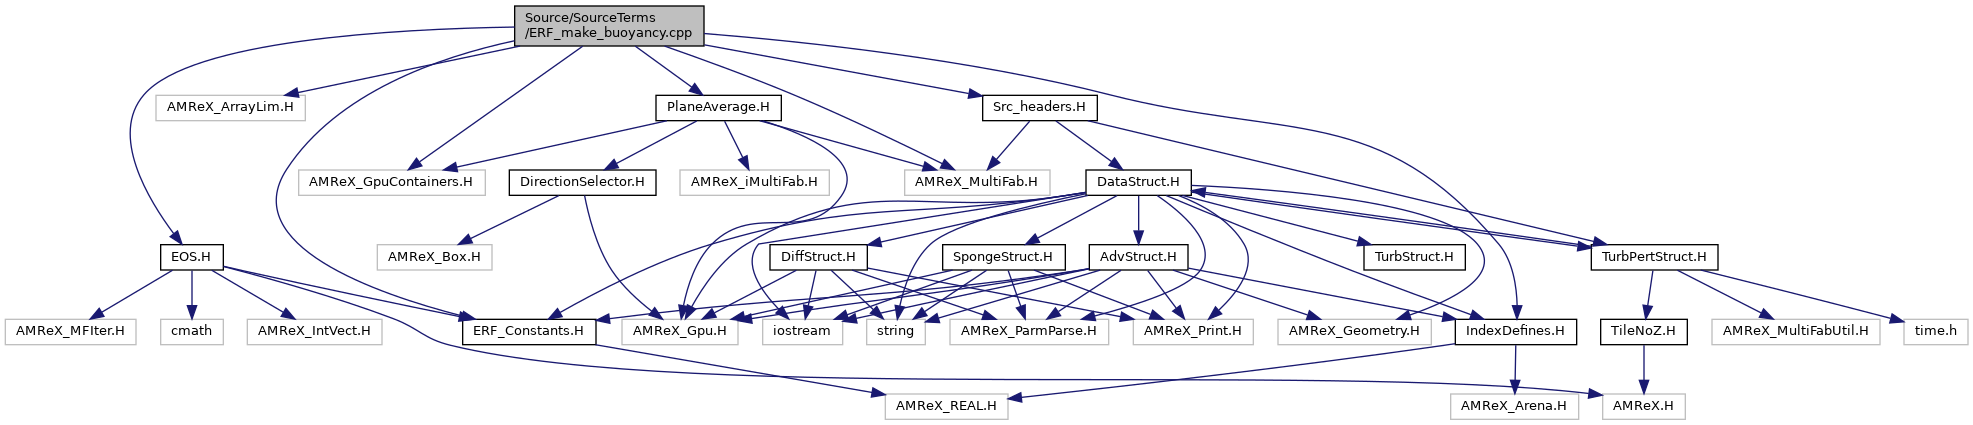 Source/SourceTerms
/ERF_make_buoyancy.cpp
AMReX_ArrayLim.H
PlaneAverage.H
Src_headers.H
AMReX_GpuContainers.H
DirectionSelector.H
AMReX_iMultiFab.H
AMReX_MultiFab.H
DataStruct.H
EOS.H
AMReX_Box.H
DiffStruct.H
SpongeStruct.H
AdvStruct.H
TurbStruct.H
TurbPertStruct.H
AMReX_MFIter.H
cmath
AMReX_IntVect.H
ERF_Constants.H
AMReX_Gpu.H
iostream
string
AMReX_ParmParse.H
AMReX_Print.H
AMReX_Geometry.H
IndexDefines.H
TileNoZ.H
AMReX_MultiFabUtil.H
time.h
AMReX_REAL.H
AMReX_Arena.H
AMReX.H